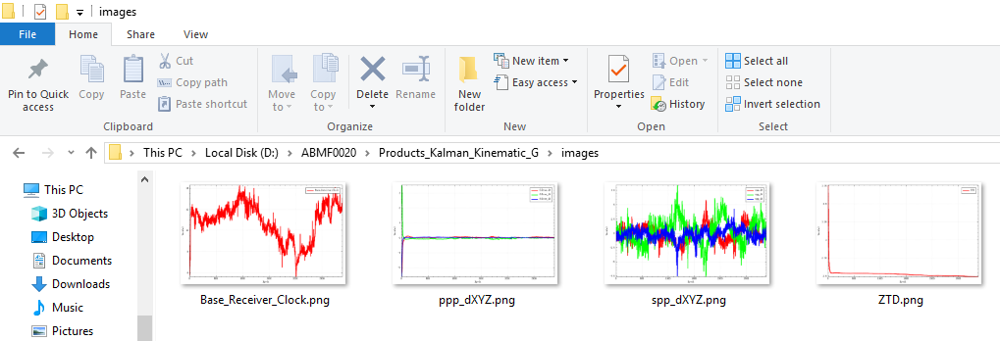 images
File Home Share View
Pin to Quick access
Copy
Paste
Cut
Copy path
Paste shortcut
Clipboard
Move to
Copy to
Delete
Rename
Organize
New folder
New item
Easy access
New
Properties
Open
Edit
History
Open
Select all
Select none
Invert selection
Select
This PC > Local Disk (D:) > ABMF0020 > Products_Kalman_Kinematic_G > images
This PC
3D Objects
Desktop
Documents
Downloads
Music
Pictures
Base_Receiver_Clock.png
ppp_dXYZ.png
spp_dXYZ.png
ZTD.png